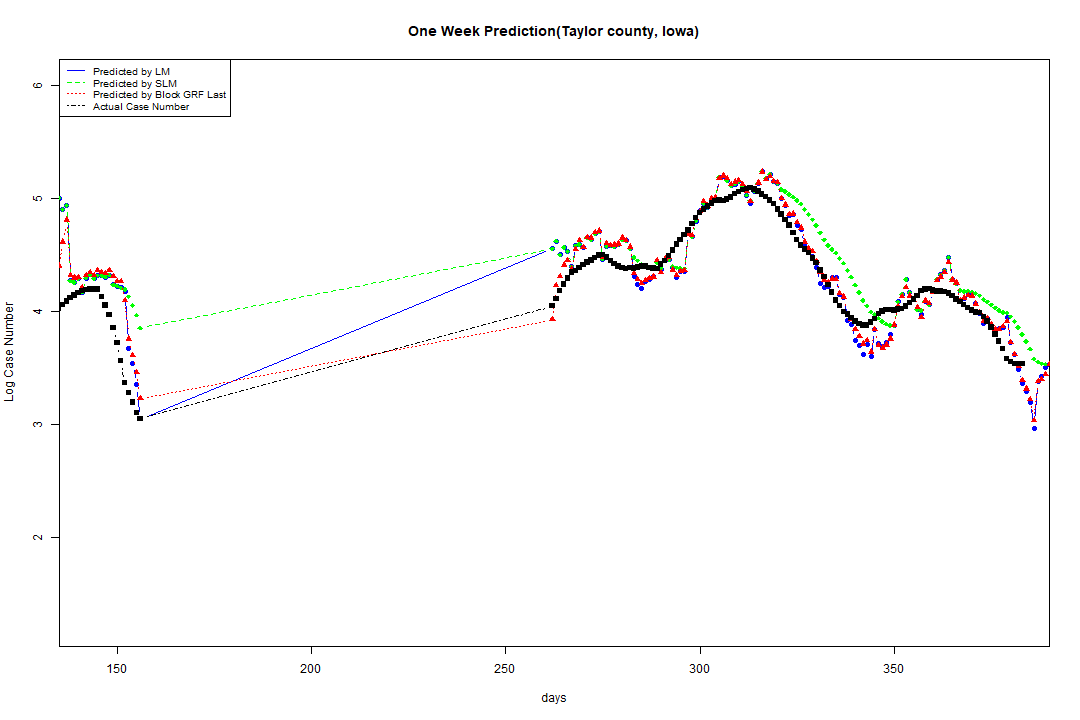 One Week Prediction(Taylor county, Iowa)
Predicted by LM
Predicted by SLM
Predicted by Block GRF Last
Actual Case Number
6
5
4
3
2
Log Case Number
150 200 250 300 350
days